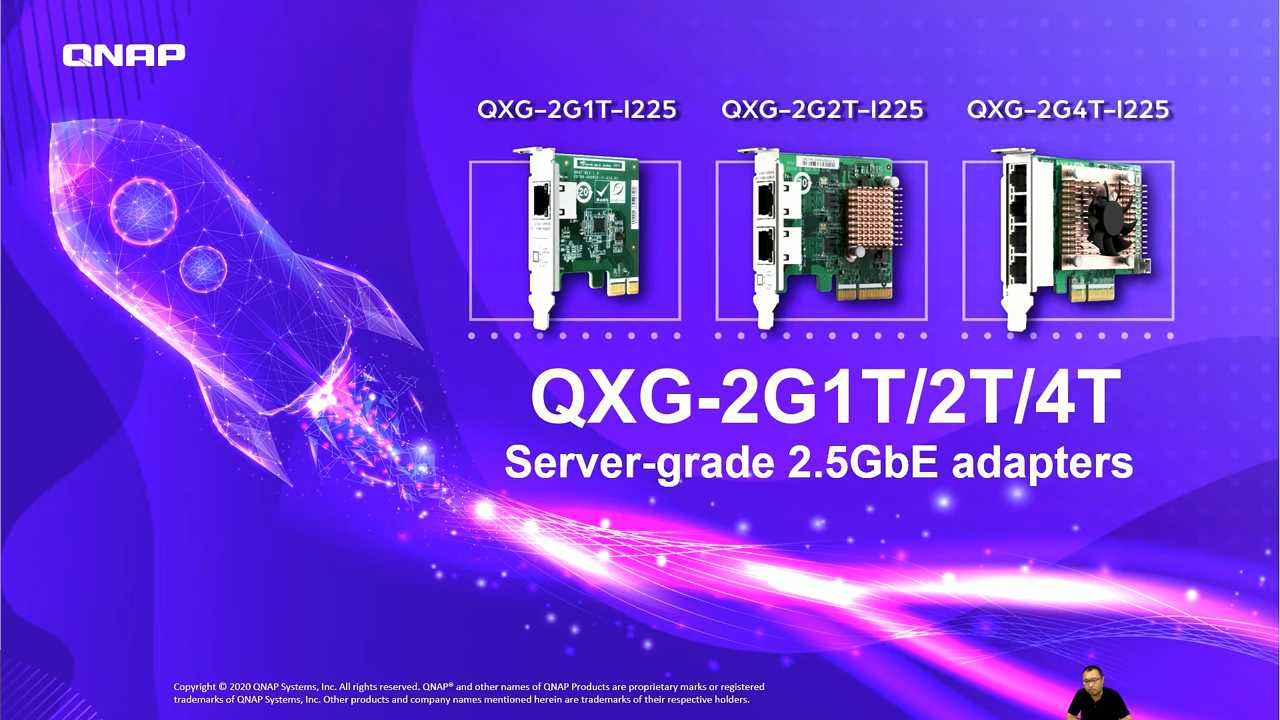 QNAP
QXG-2G1T-I225
QXG-2G2T-I225
QXG-2G4T-I225
QXG-2G1T/2T/4T
Server-grade 2.5GbE adapters
Copyright © 2020 QNAP Systems, Inc. All rights reserved. QNAP® and other names of QNAP Products are proprietary marks or registered
trademarks of QNAP Systems, Inc. Other products and company names mentioned herein are trademarks of their respective holders.